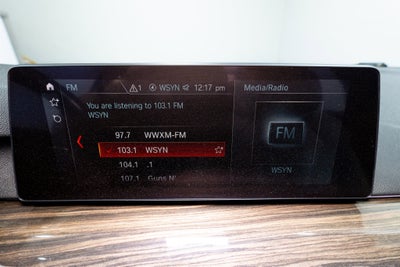 FM
1 WSYN 12:17 pm
Media/Radio
You are listening to 103.1 FM
WSYN
97.7 WWXM-FM
103.1 WSYN
104.1 .1
107.1 Guns N'
FM
WSYN